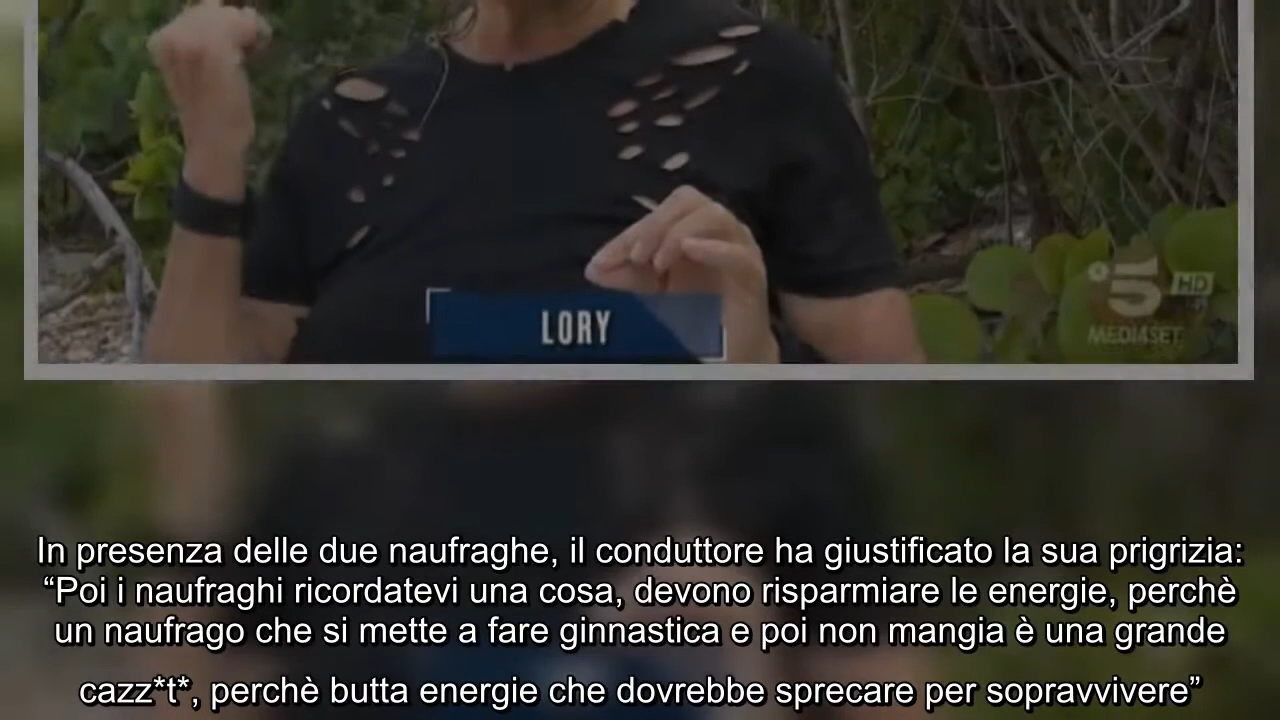 5 HD
MEDIASET
LORY
In presenza delle due naufraghe, il conduttore ha giustificato la sua prigrizia:
“Poi i naufraghi ricordatevi una cosa, devono risparmiare le energie, perchè
un naufrago che si mette a fare ginnastica e poi non mangia è una grande
cazz*t*, perchè butta energie che dovrebbe sprecare per sopravvivere”